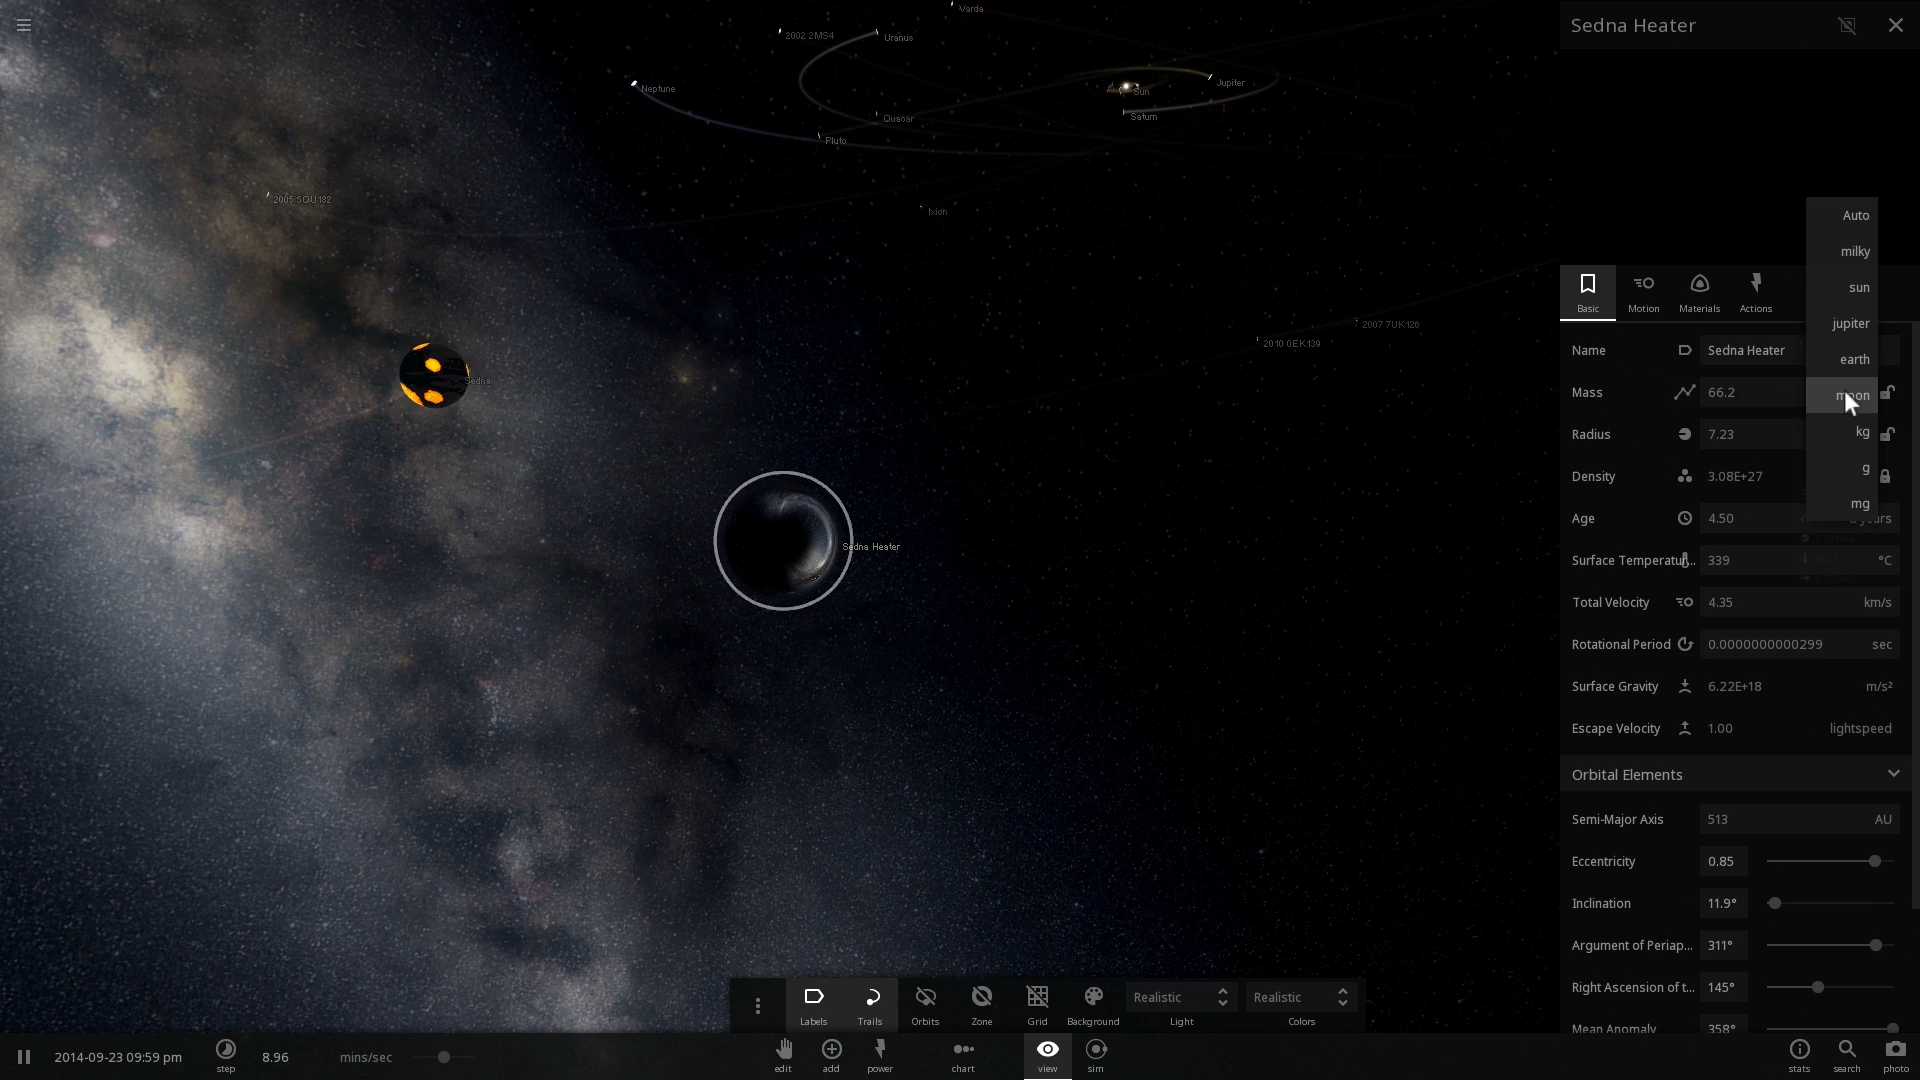 Sedna Heater
Varda
2002 2MS4
Uranus
Neptune
Sun
Jupiter
Quaoar
Saturn
Pluto
Ixion
2007 7UK126
2010 0EK139
Sedna
Sedna Heater
Auto
milky
sun
jupiter
earth
moon
kg
g
mg
Basic
Motion
Materials
Actions
Name Sedna Heater
Mass 66.2
Radius 7.23
Density 3.08E+27
Age 4.50
Surface Temperatur... 339 °C
Total Velocity 4.35 km/s
Rotational Period 0.0000000000299 sec
Surface Gravity 6.22E+18 m/s²
Escape Velocity 1.00 lightspeed
Orbital Elements
Semi-Major Axis 513 AU
Eccentricity 0.85
Inclination 11.9°
Argument of Periap... 311°
Right Ascension of t... 145°
Mean Anomaly 358°
Labels
Trails
Orbits
Zone
Grid
Background
Realistic
Light
Realistic
Colors
2014-09-23 09:59 pm
step
8.96 mins/sec
edit
add
power
chart
view
sim
stats
search
photo